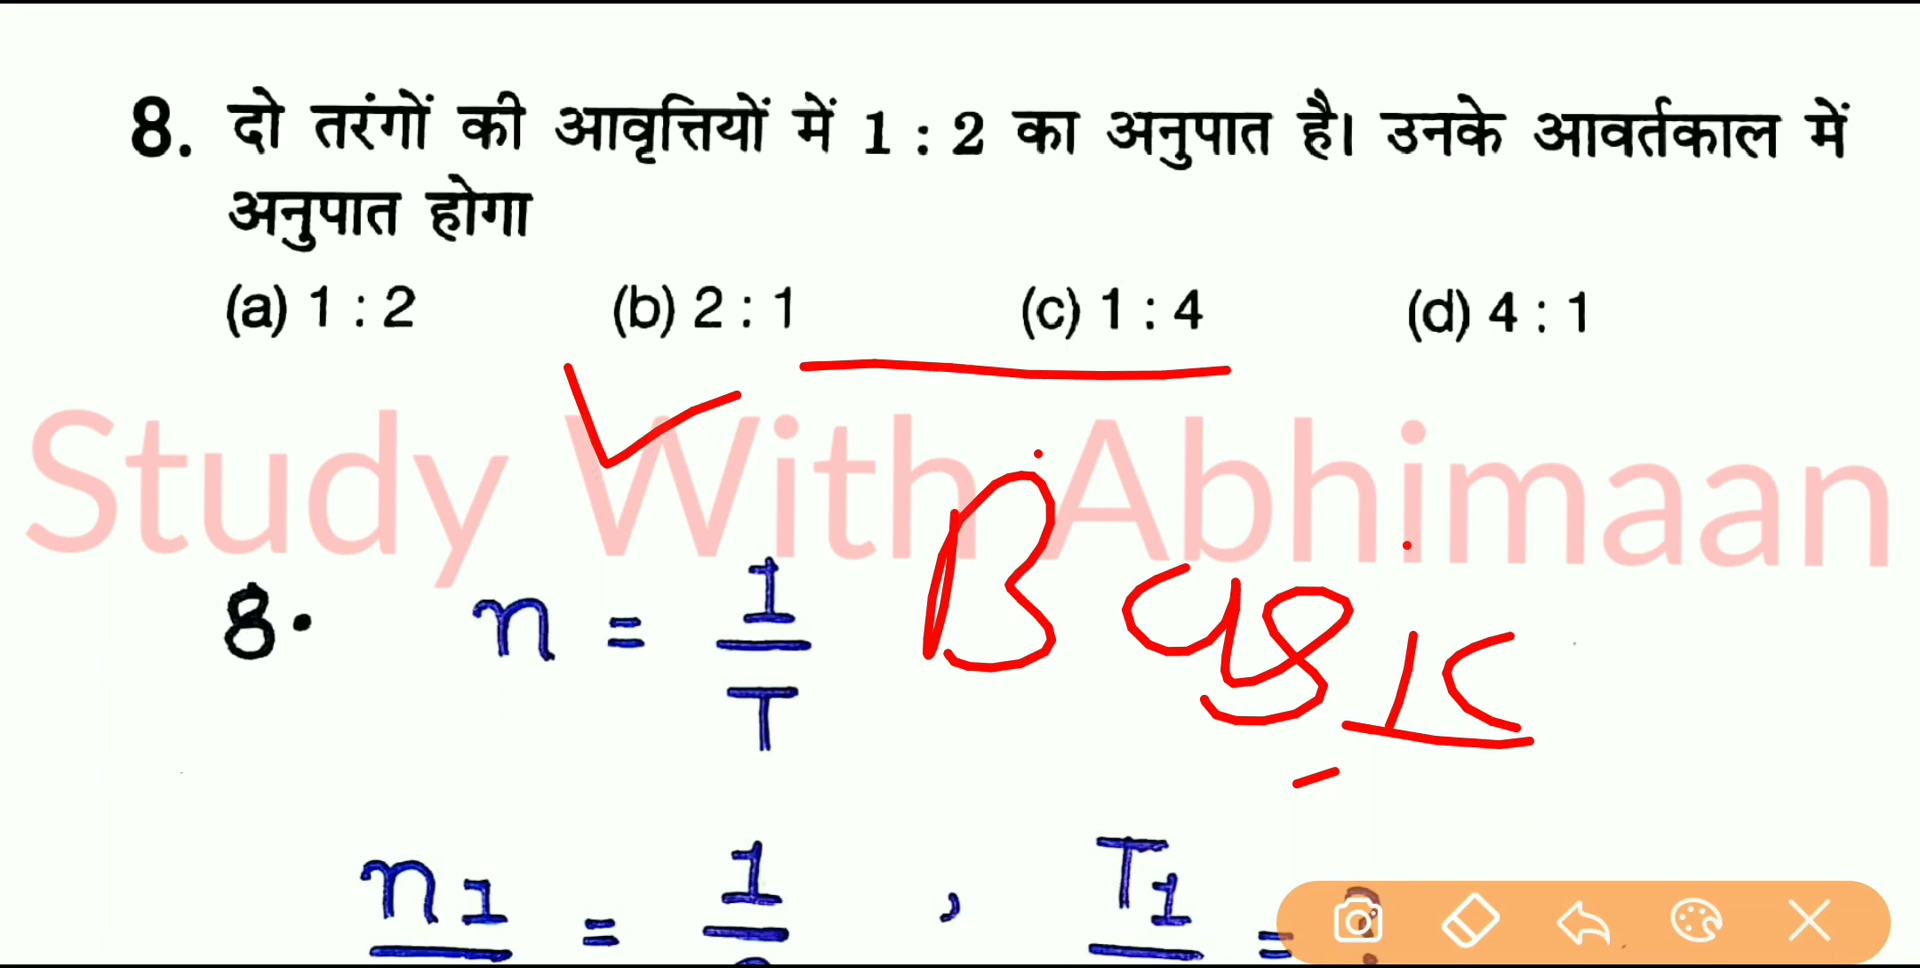 8. दो तरंगों की आवृत्तियों में 1 : 2 का अनुपात है। उनके आवर्तकाल में
अनुपात होगा
(a) 1 : 2 (b) 2 : 1 (c) 1 : 4 (d) 4 : 1
Study With Abhimaan
Basic
8. n = 1
T
n1 = 1 , T1 =